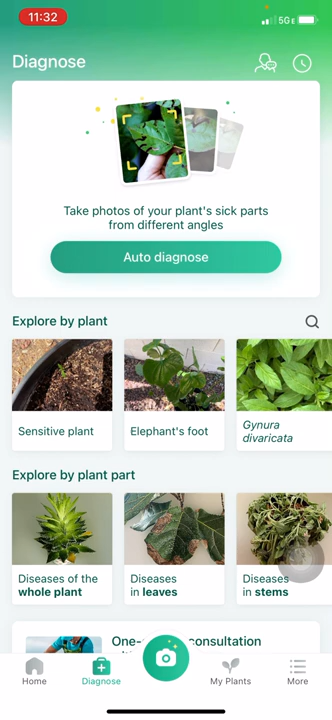 11:32
5GE
Diagnose
Take photos of your plant's sick parts
from different angles
Auto diagnose
Explore by plant
Sensitive plant
Elephant's foot
Gynura
divaricata
Explore by plant part
Diseases of the
whole plant
Diseases
in leaves
Diseases
in stems
consultation
Home
Diagnose
My Plants
More